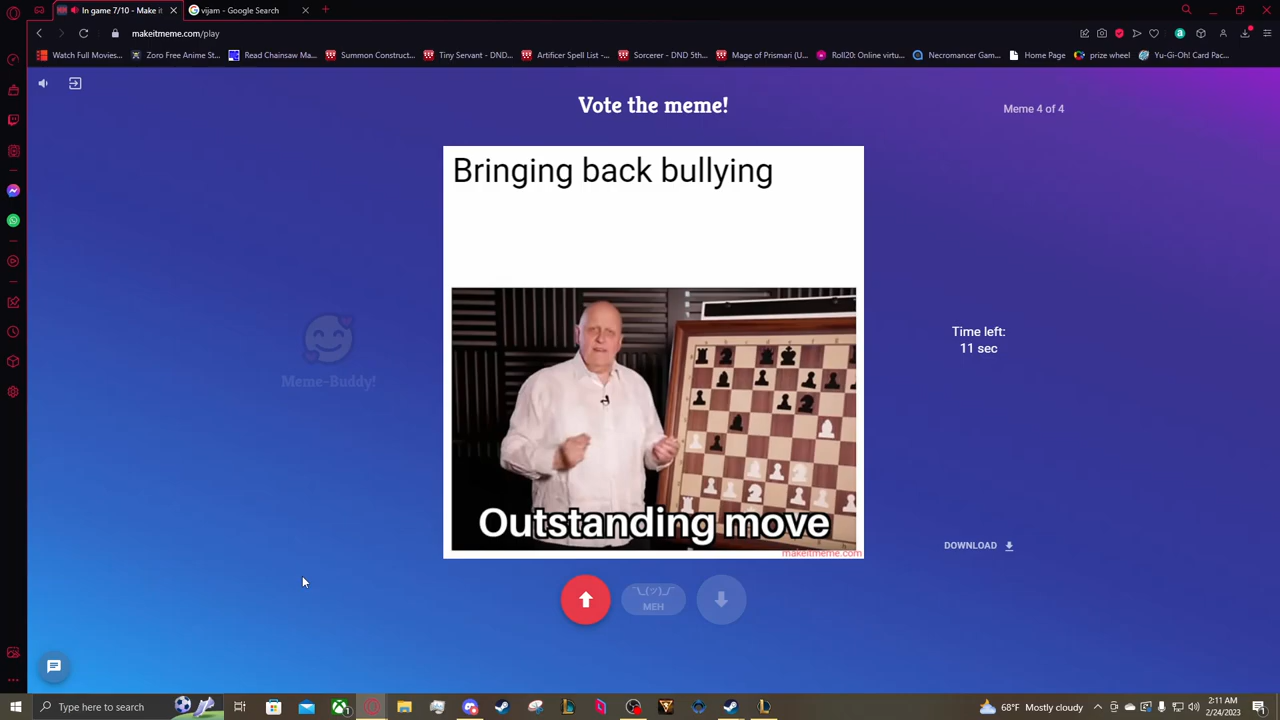 In game 7/10 - Make it
vijam - Google Search
makeitmeme.com/play
Watch Full Movies...
Zoro Free Anime St...
Read Chainsaw Ma...
Summon Construct...
Tiny Servant - DND...
Artificer Spell List -...
Sorcerer - DND 5th...
Mage of Prismari (U...
Roll20: Online virtu...
Necromancer Gam...
Home Page
prize wheel
Yu-Gi-Oh! Card Pac...
Vote the meme!
Meme 4 of 4
Bringing back bullying
Meme-Buddy!
Time left:
11 sec
Outstanding move
makeitmeme.com
DOWNLOAD
¯\_(ツ)_/¯
MEH
Type here to search
68°F Mostly cloudy
2:11 AM
2/24/2023